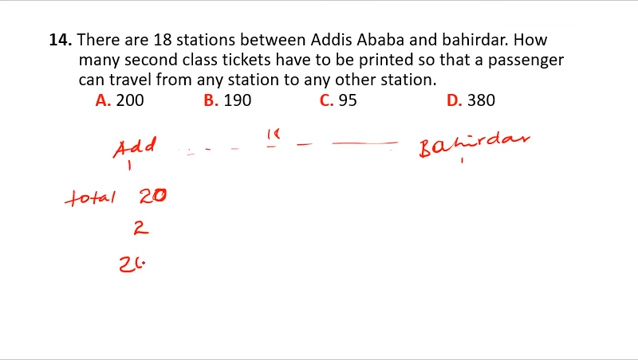 14. There are 18 stations between Addis Ababa and bahirdar. How
many second class tickets have to be printed so that a passenger
can travel from any station to any other station.
A. 200 B. 190 C. 95 D. 380
18
Add Bahirdar
1 1
total 20
2